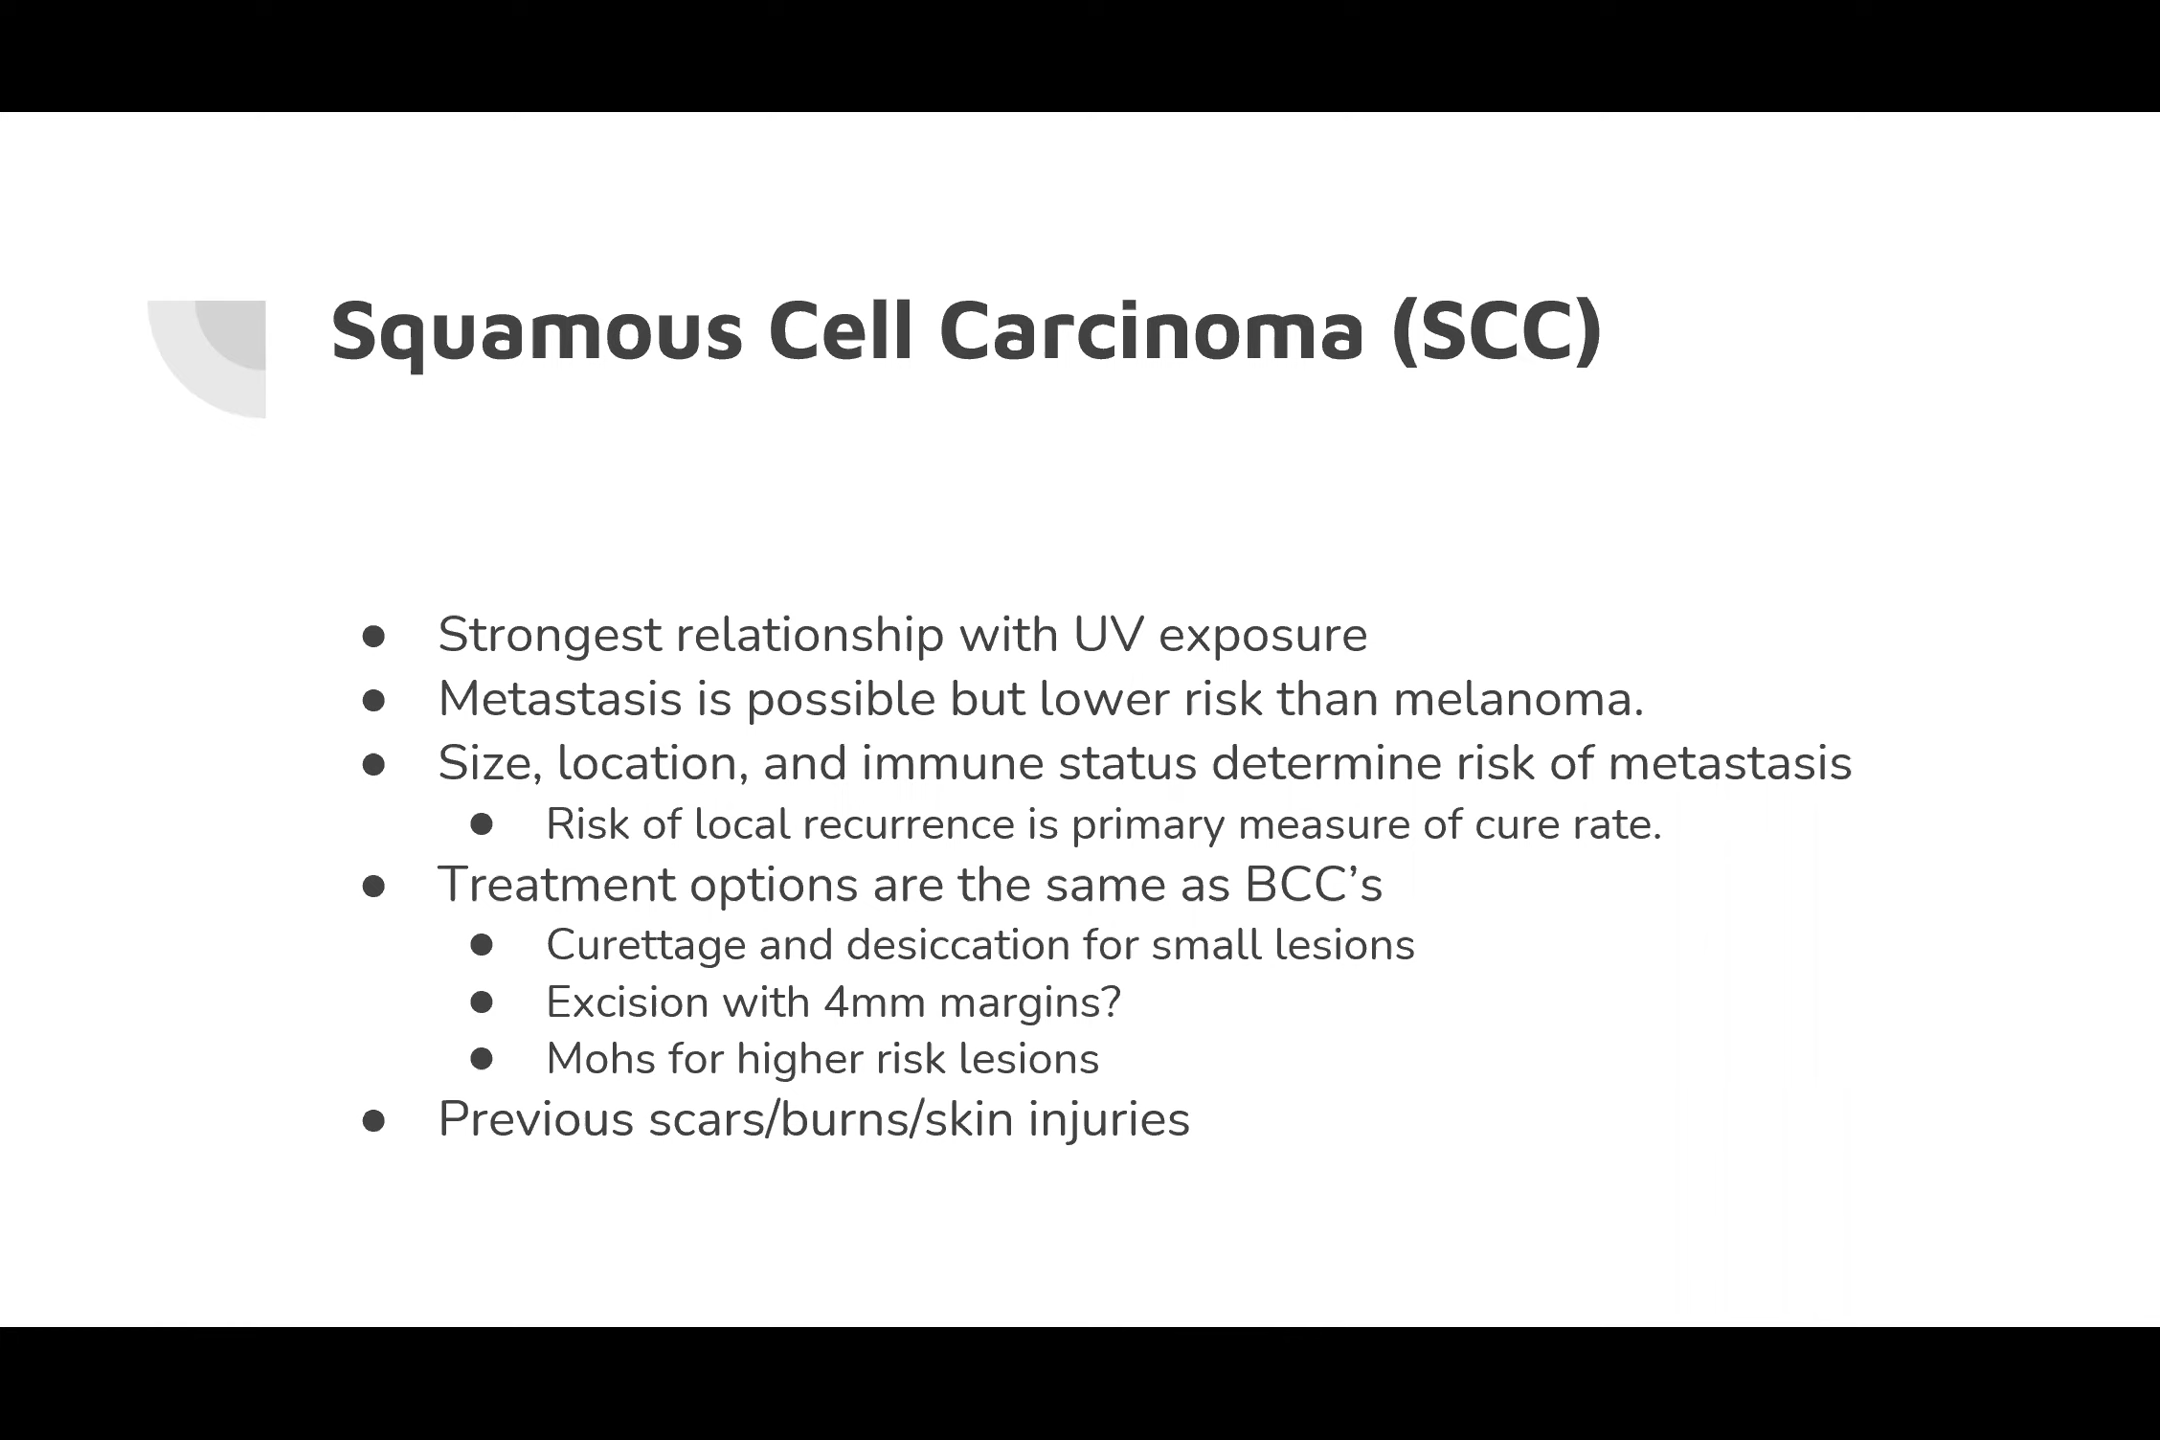 Squamous Cell Carcinoma (SCC)
● Strongest relationship with UV exposure
● Metastasis is possible but lower risk than melanoma.
● Size, location, and immune status determine risk of metastasis
● Risk of local recurrence is primary measure of cure rate.
● Treatment options are the same as BCC’s
● Curettage and desiccation for small lesions
● Excision with 4mm margins?
● Mohs for higher risk lesions
● Previous scars/burns/skin injuries